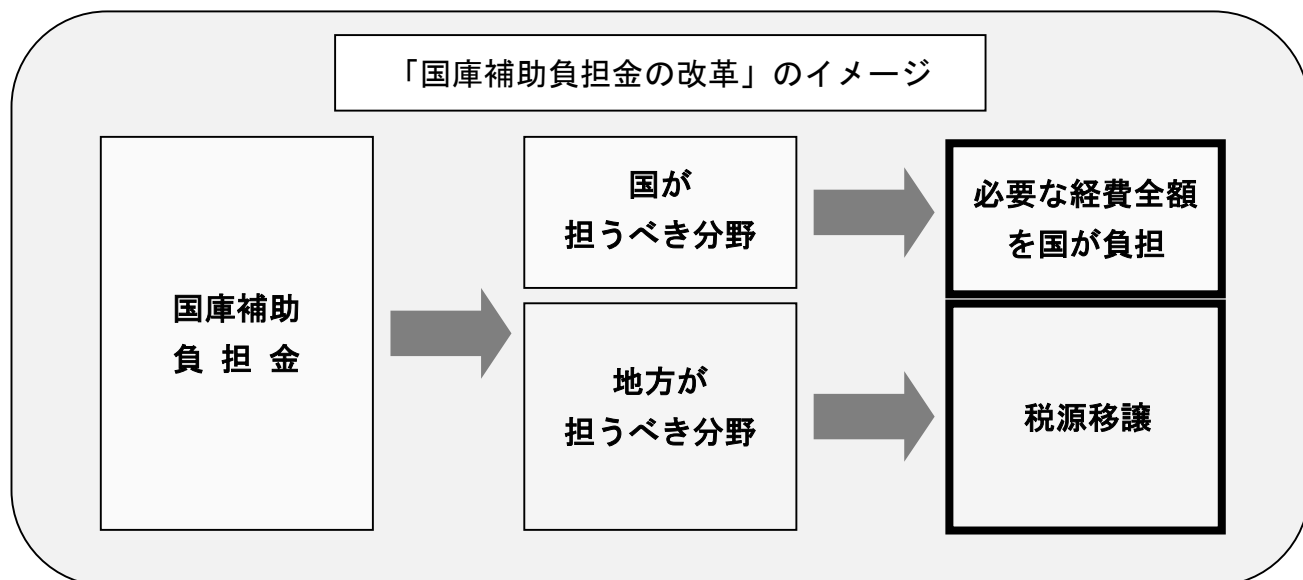 「国庫補助負担金の改革」のイメージ
国庫補助
負担金
国が
担うべき分野
地方が
担うべき分野
必要な経費全額
を国が負担
税源移譲